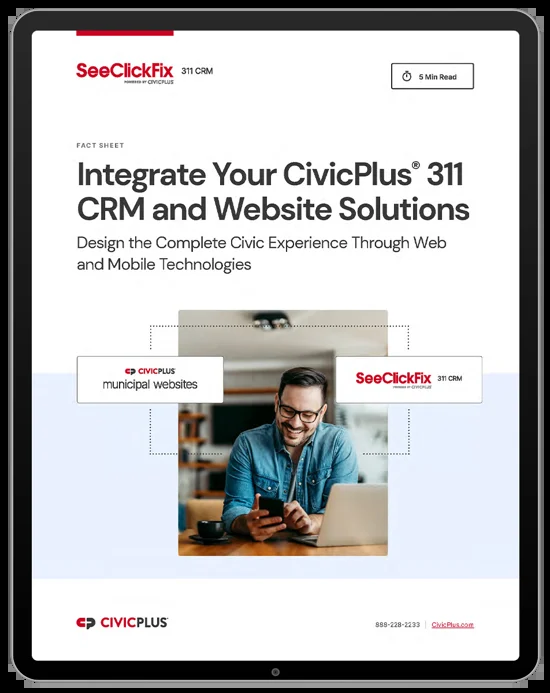 SeeClickFix 311 CRM
POWERED BY CIVICPLUS
5 Min Read
FACT SHEET
Integrate Your CivicPlus® 311
CRM and Website Solutions
Design the Complete Civic Experience Through Web
and Mobile Technologies
CIVICPLUS
municipal websites
SeeClickFix 311 CRM
POWERED BY CIVICPLUS
CIVICPLUS
888-228-2233 | CivicPlus.com